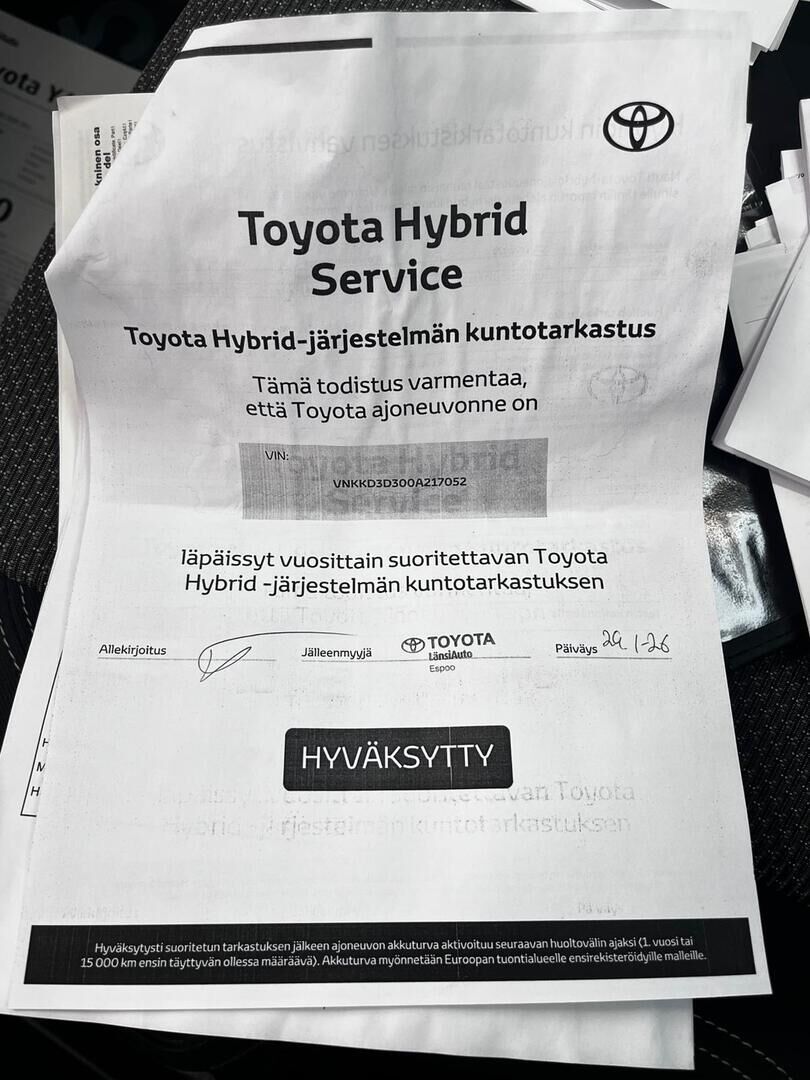 Toyota Hybrid
Service
Toyota Hybrid-järjestelmän kuntotarkastus
Tämä todistus varmentaa,
että Toyota ajoneuvonne on
VIN:
VNKKD3D300A217052
läpäissyt vuosittain suoritettavan Toyota
Hybrid -järjestelmän kuntotarkastuksen
Allekirjoitus
Jälleenmyyjä
TOYOTA
LänsiAuto
Espoo
Päiväys 29.1-26
HYVÄKSYTTY
Hyväksytysti suoritetun tarkastuksen jälkeen ajoneuvon akkuturva aktivoituu seuraavan huoltovälin ajaksi (1. vuosi tai
15 000 km ensin täyttyvän ollessa määräävä). Akkuturva myönnetään Euroopan tuontialueelle ensirekisteröidyille malleille.
kninen osa
del